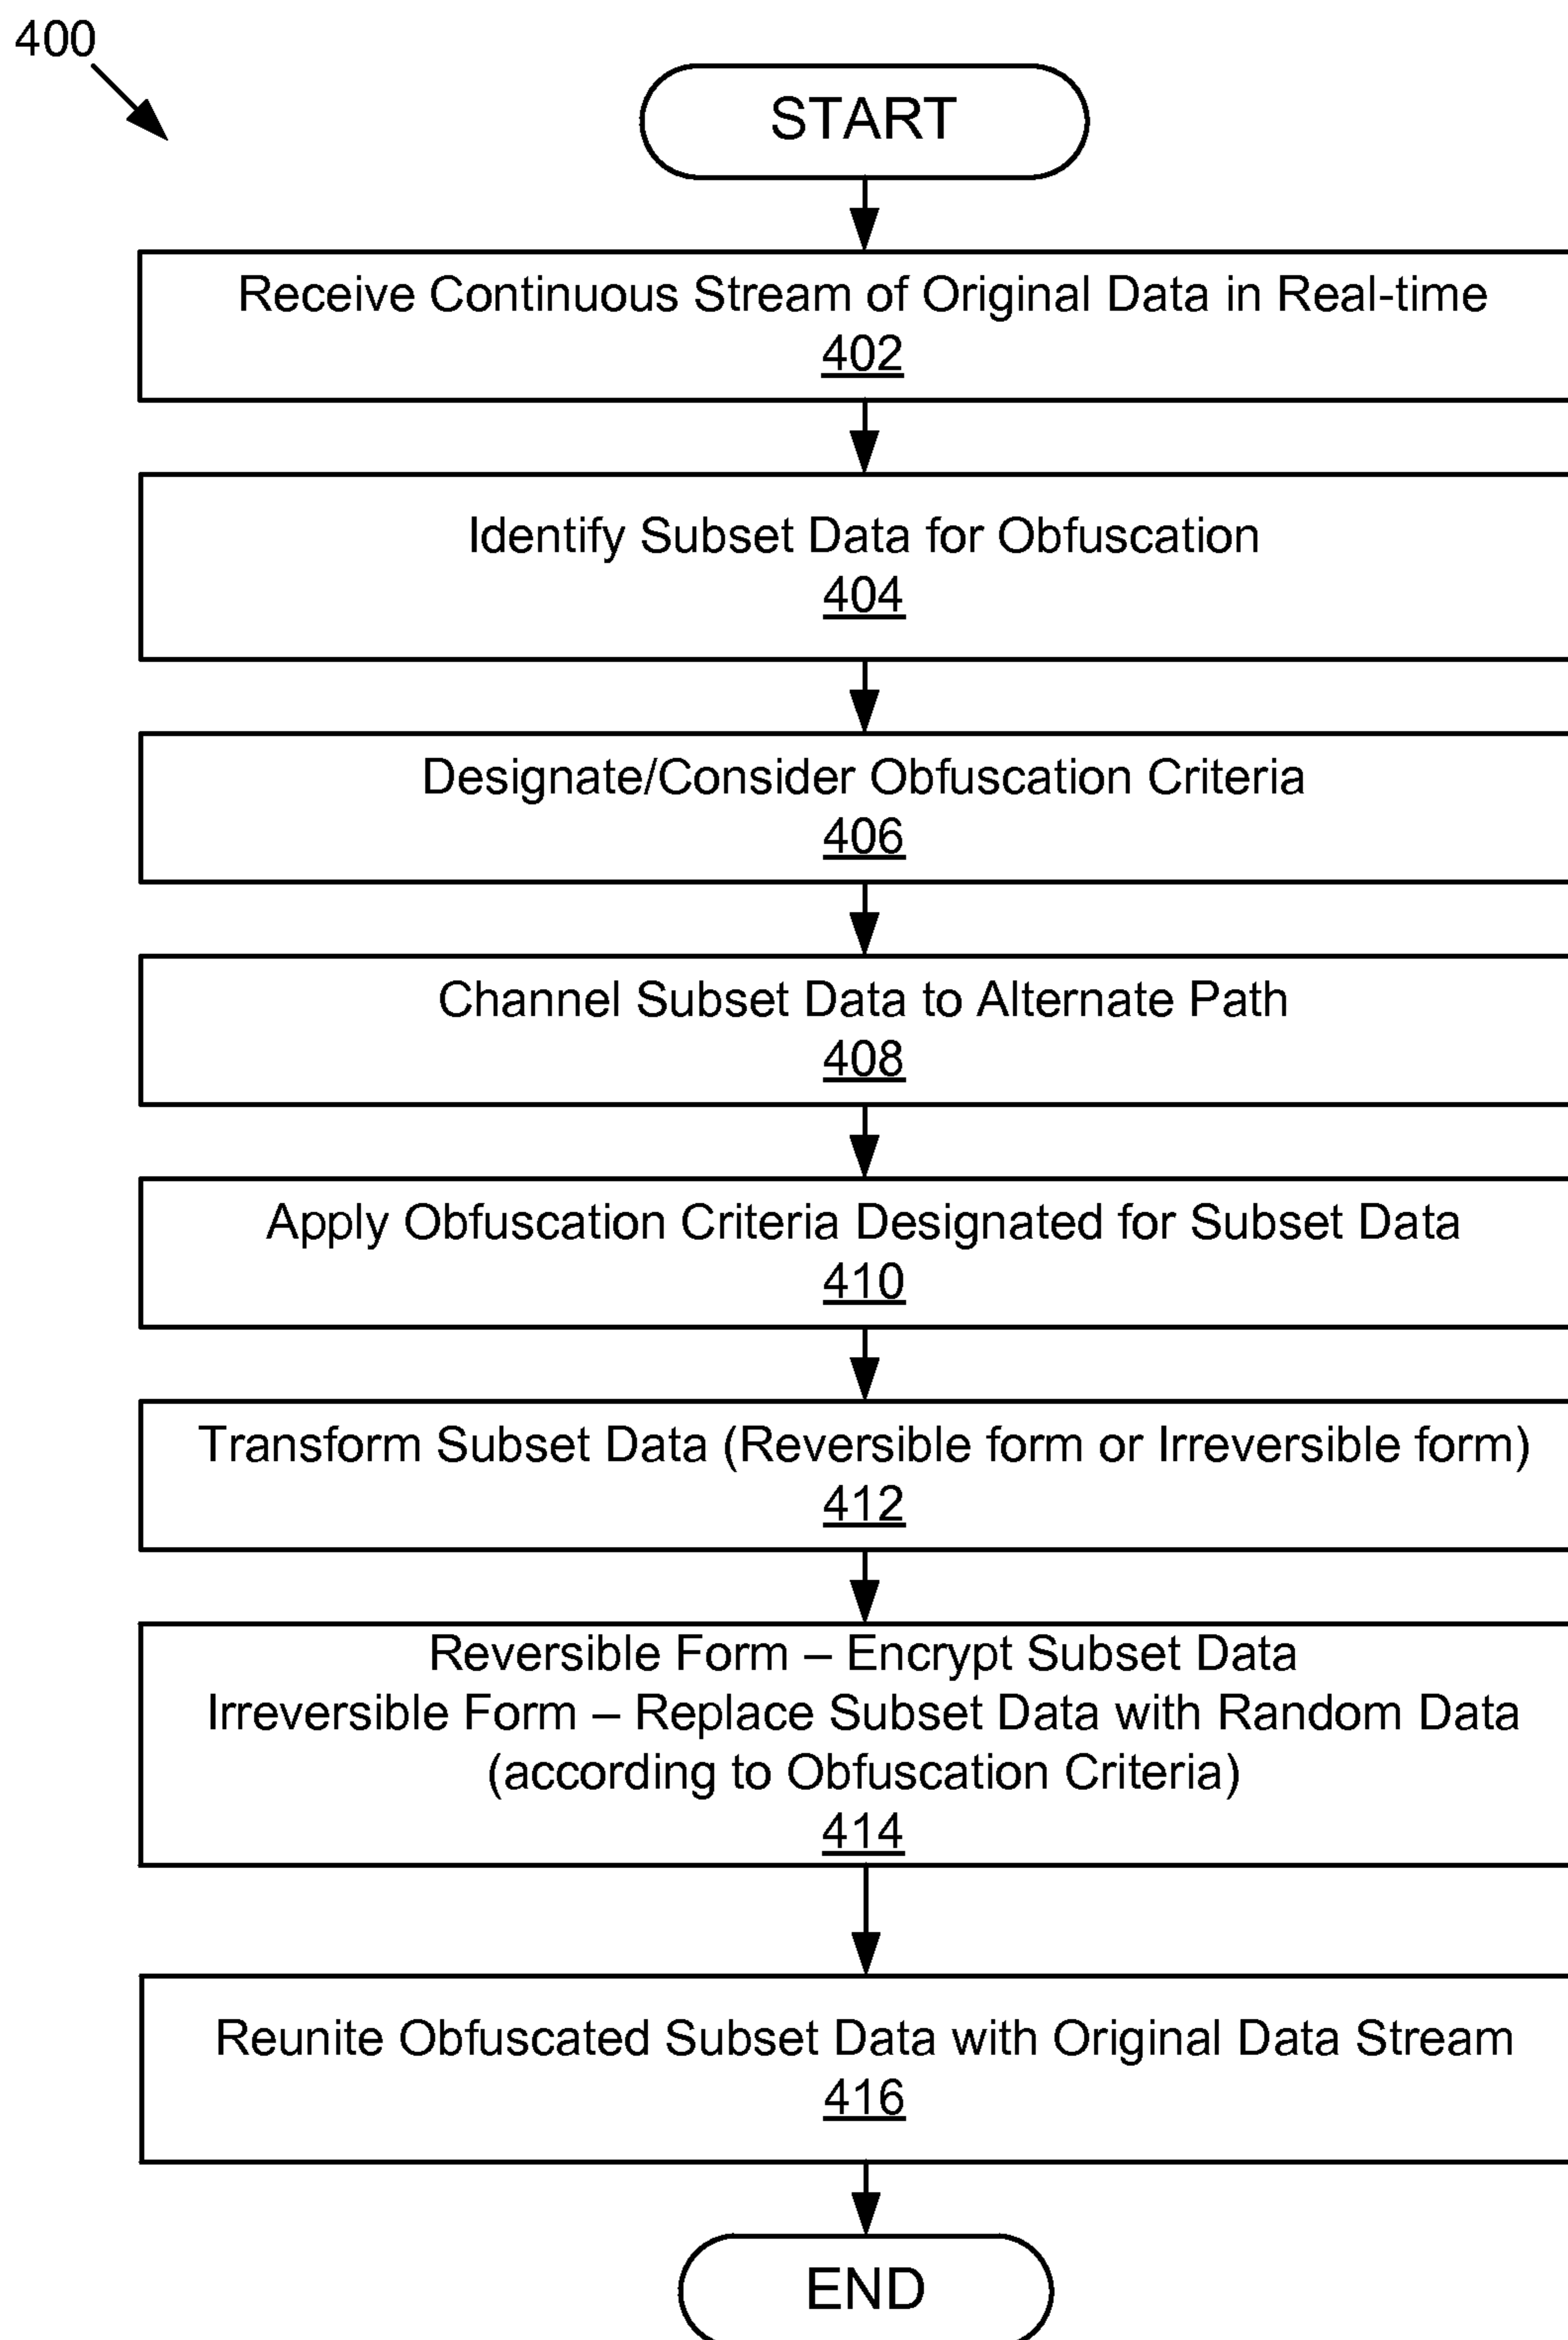 400
START
Receive Continuous Stream of Original Data in Real-time
402
Identify Subset Data for Obfuscation
404
Designate/Consider Obfuscation Criteria
406
Channel Subset Data to Alternate Path
408
Apply Obfuscation Criteria Designated for Subset Data
410
Transform Subset Data (Reversible form or Irreversible form)
412
Reversible Form – Encrypt Subset Data
Irreversible Form – Replace Subset Data with Random Data
(according to Obfuscation Criteria)
414
Reunite Obfuscated Subset Data with Original Data Stream
416
END